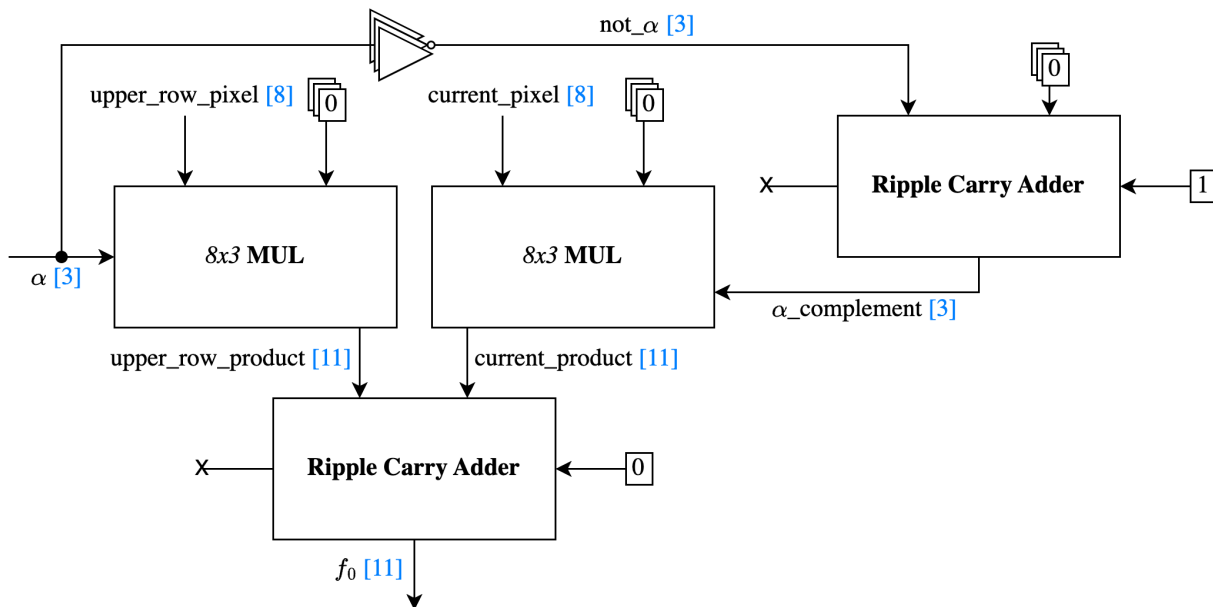 not_α [3]
0
upper_row_pixel [8]
0
current_pixel [8]
0
Ripple Carry Adder
x
1
8x3 MUL
8x3 MUL
α [3]
α_complement [3]
upper_row_product [11]
current_product [11]
Ripple Carry Adder
x
0
f₀ [11]